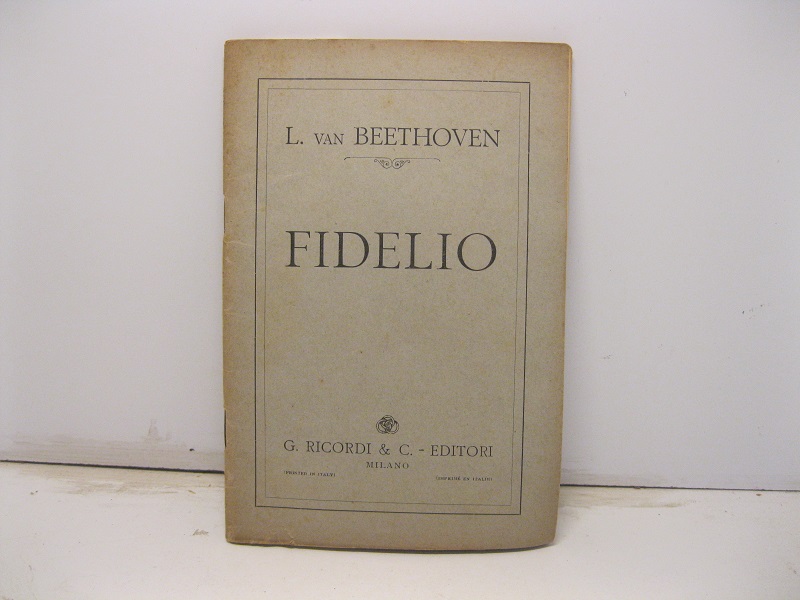 L. VAN BEETHOVEN
FIDELIO
G. RICORDI & C. - EDITORI
MILANO
(PRINTED IN ITALY) (IMPRIMÉ EN ITALIE)